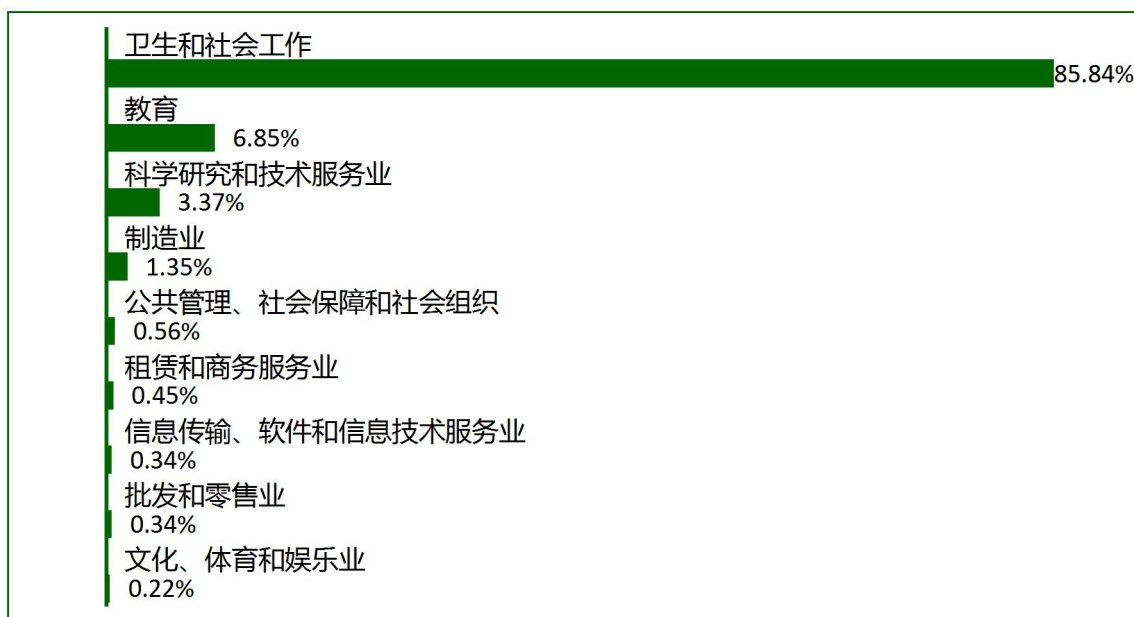 卫生和社会工作
85.84%
教育
6.85%
科学研究和技术服务业
3.37%
制造业
1.35%
公共管理、社会保障和社会组织
0.56%
租赁和商务服务业
0.45%
信息传输、软件和信息技术服务业
0.34%
批发和零售业
0.34%
文化、体育和娱乐业
0.22%